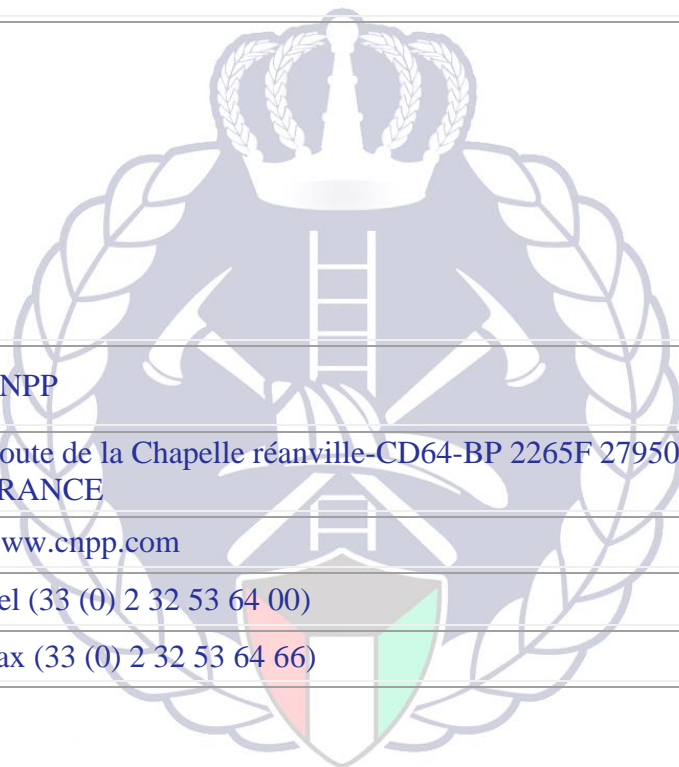 NPP
oute de la Chapelle réanville-CD64-BP 2265F 27950
RANCE
ww.cnpp.com
el (33 (0) 2 32 53 64 00)
ax (33 (0) 2 32 53 64 66)